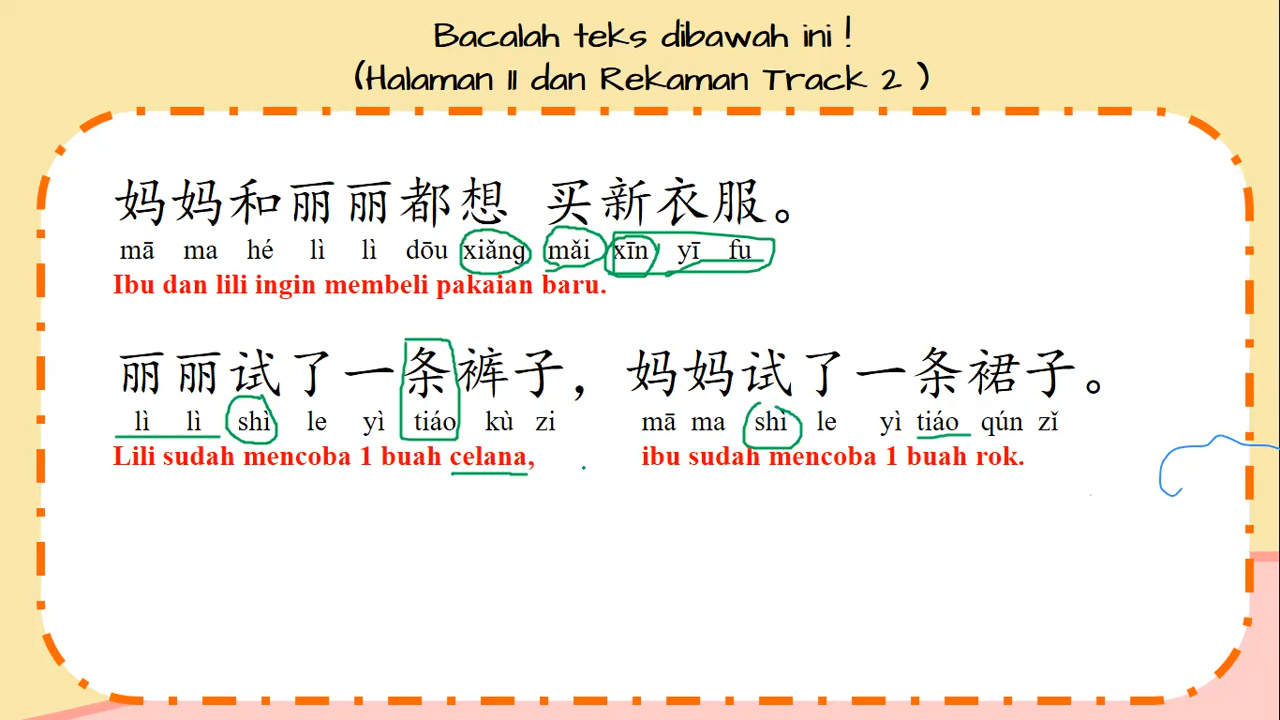 Bacalah teks dibawah ini !
(Halaman 11 dan Rekaman Track 2 )
妈妈和丽丽都想 买新衣服。
mā ma hé lì lì dōu xiǎng mǎi xīn yī fu
Ibu dan lili ingin membeli pakaian baru.
丽丽试了一条裤子，妈妈试了一条裙子。
lì lì shì le yì tiáo kù zi mā ma shì le yì tiáo qún zǐ
Lili sudah mencoba 1 buah celana, ibu sudah mencoba 1 buah rok.